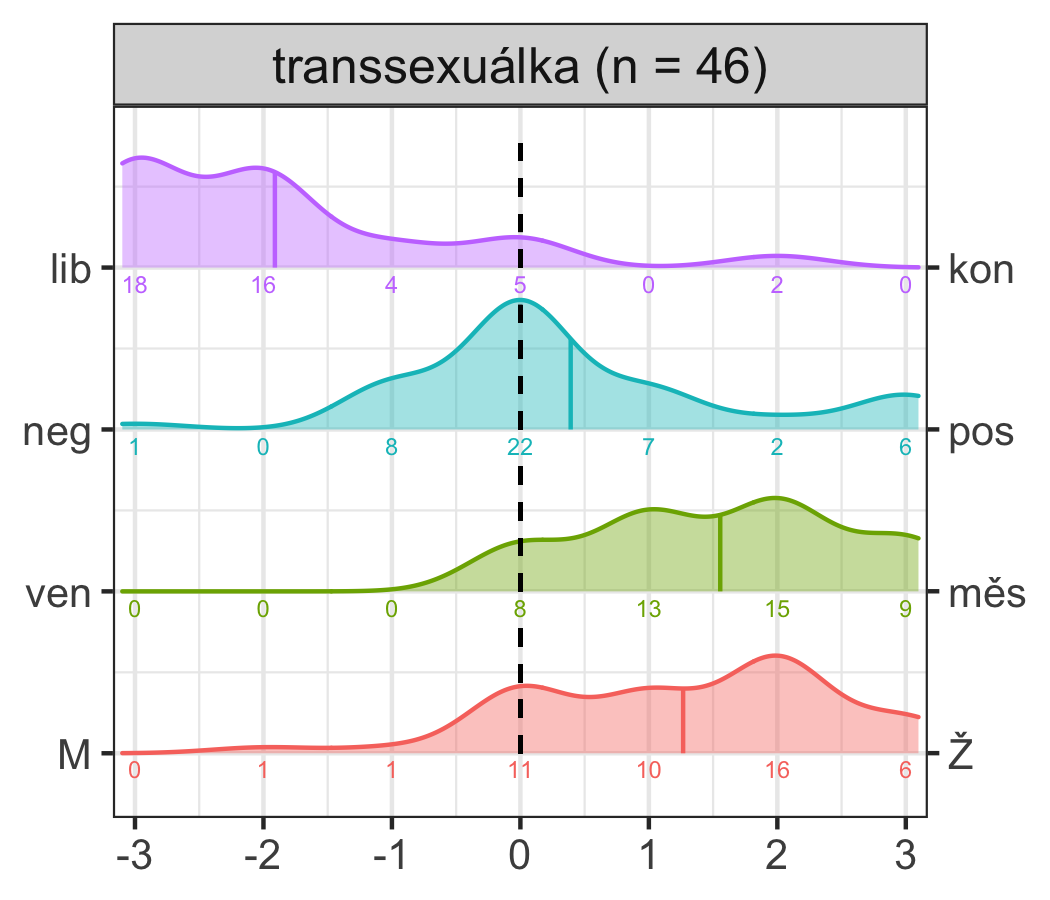 transsexuálka (n = 46)
lib kon
18 16 4 5 0 2 0
neg pos
1 0 8 22 7 2 6
ven měs
0 0 0 8 13 15 9
M Ž
0 1 1 11 10 16 6
-3 -2 -1 0 1 2 3